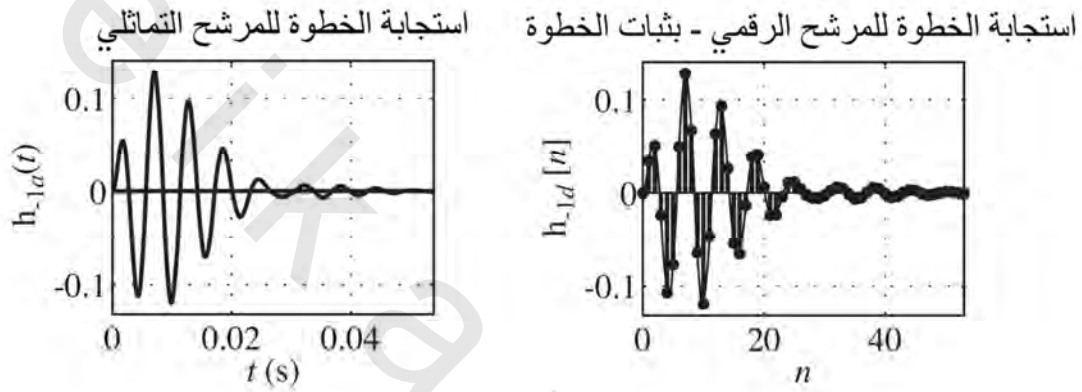 استجابة الخطوة للمرشح التماثلي
0.1
0
-0.1
h-1a(t)
0 0.02 0.04
t (s)
استجابة الخطوة للمرشح الرقمي - بثبات الخطوة
0.1
0
-0.1
h-1d [n]
0 20 40
n